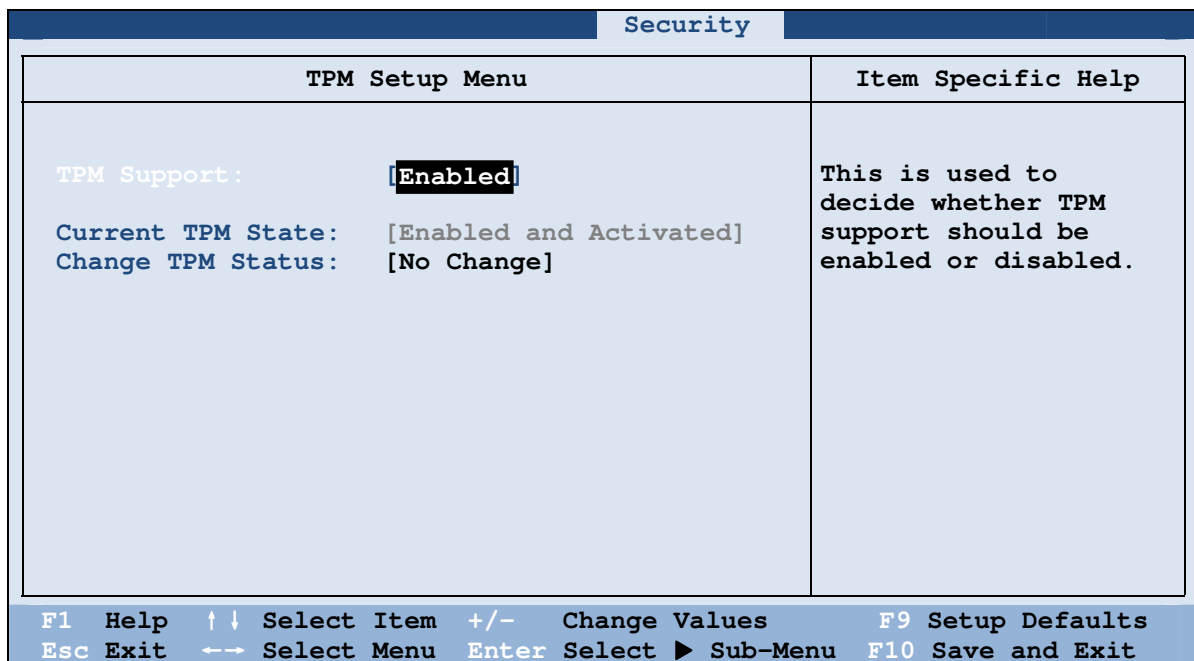 Security
TPM Setup Menu
Item Specific Help
TPM Support: [Enabled]
Current TPM State: [Enabled and Activated]
Change TPM Status: [No Change]
This is used to
decide whether TPM
support should be
enabled or disabled.
F1 Help ↑↓ Select Item +/- Change Values F9 Setup Defaults
Esc Exit ←→ Select Menu Enter Select ▶ Sub-Menu F10 Save and Exit